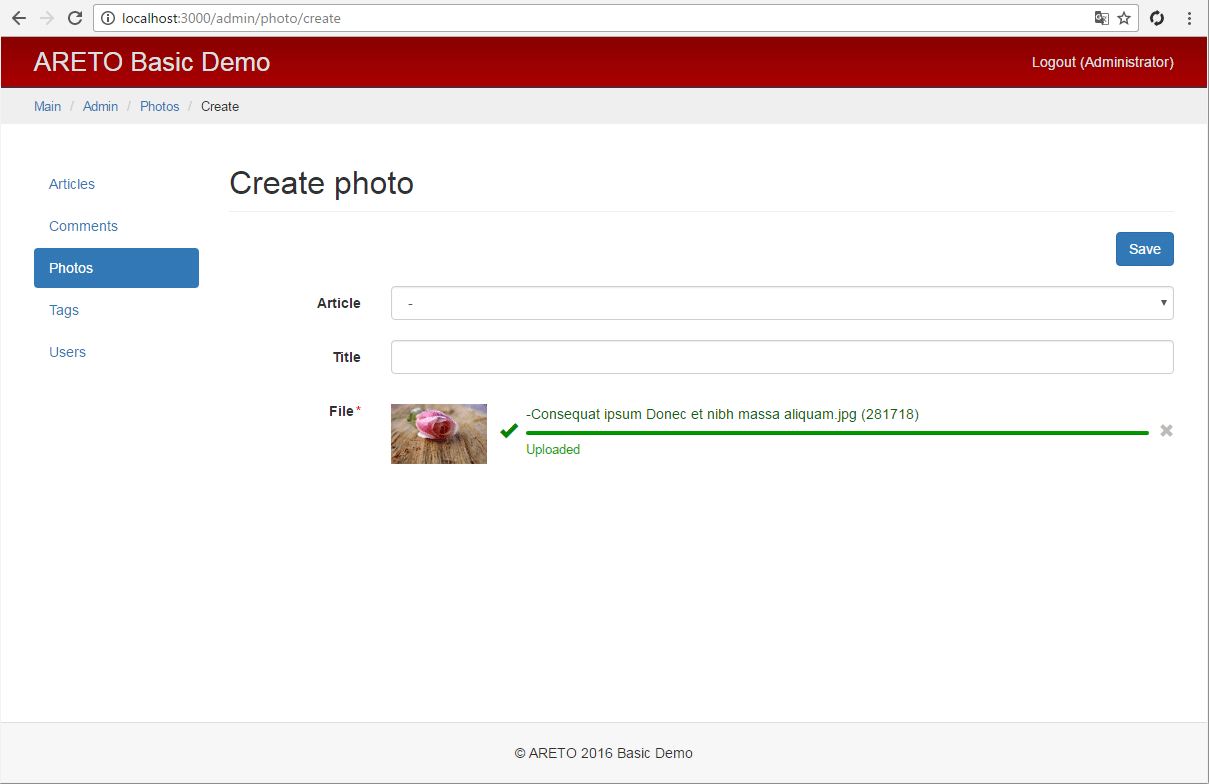 localhost:3000/admin/photo/create
ARETO Basic Demo
Logout (Administrator)
Main / Admin / Photos / Create
Articles
Comments
Photos
Tags
Users
Create photo
Save
Article
-
Title
File*
-Consequat ipsum Donec et nibh massa aliquam.jpg (281718)
Uploaded
© ARETO 2016 Basic Demo